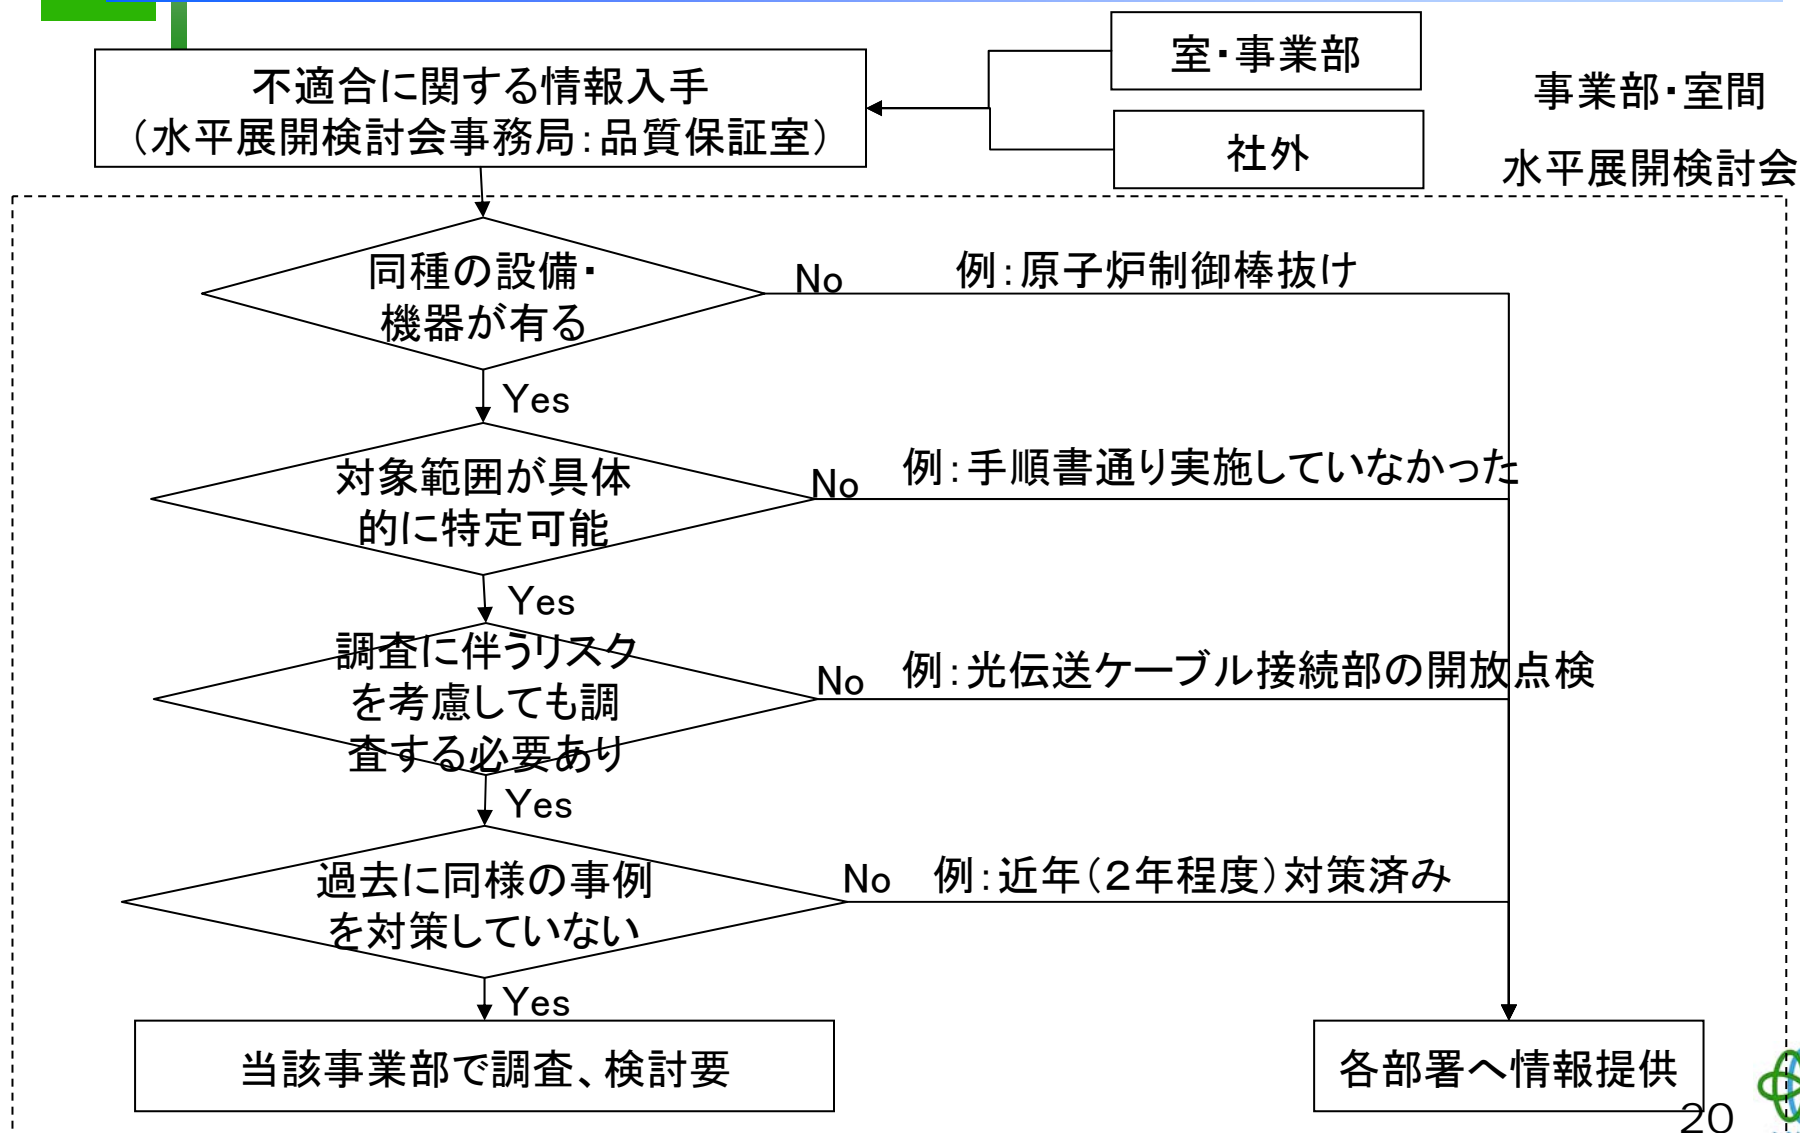 室・事業部
不適合に関する情報入手
（水平展開検討会事務局：品質保証室）
社外
事業部・室間
水平展開検討会
同種の設備・
機器が有る
No
例：原子炉制御棒抜け
Yes
対象範囲が具体
的に特定可能
No
例：手順書通り実施していなかった
Yes
調査に伴うリスク
を考慮しても調
査する必要あり
No
例：光伝送ケーブル接続部の開放点検
Yes
過去に同様の事例
を対策していない
No
例：近年（２年程度）対策済み
Yes
当該事業部で調査、検討要
各部署へ情報提供
20